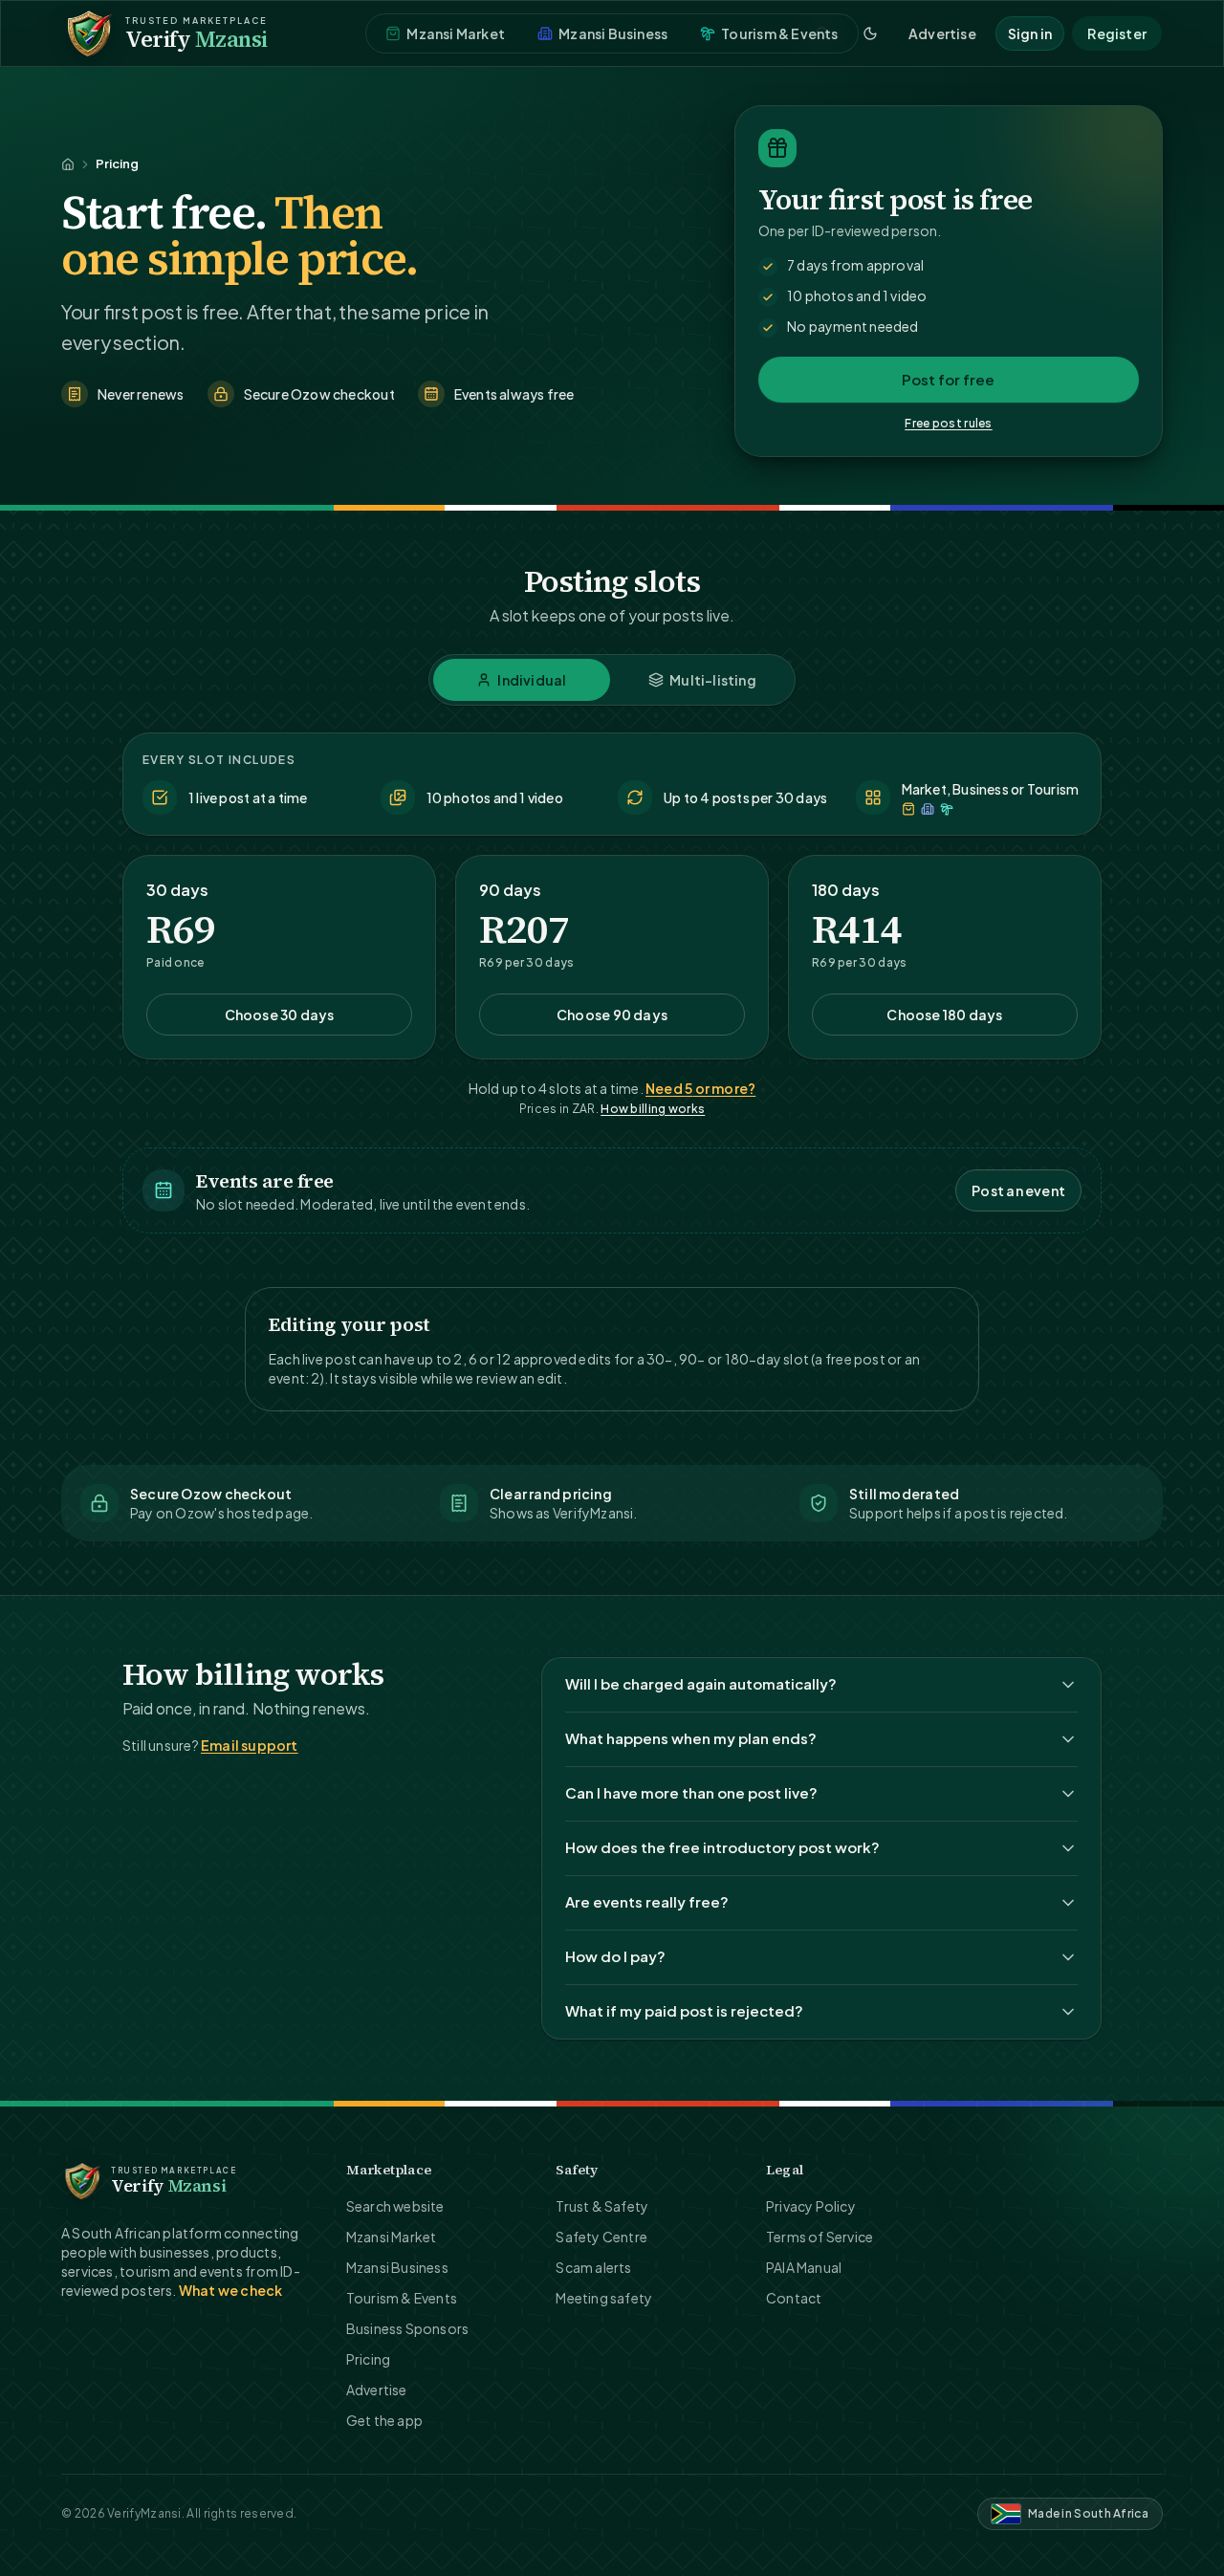 TRUSTED MARKETPLACE
Verify Mzansi
Mzansi Market
Mzansi Business
Tourism & Events
Advertise
Sign in
Register
Pricing
Start free. Then
one simple price.
Your first post is free. After that, the same price in
every section.
Never renews
Secure Ozow checkout
Events always free
Your first post is free
One per ID-reviewed person.
7 days from approval
10 photos and 1 video
No payment needed
Post for free
Free post rules
Posting slots
A slot keeps one of your posts live.
Individual
Multi-listing
EVERY SLOT INCLUDES
1 live post at a time
10 photos and 1 video
Up to 4 posts per 30 days
Market, Business or Tourism
30 days
R69
Paid once
Choose 30 days
90 days
R207
R69 per 30 days
Choose 90 days
180 days
R414
R69 per 30 days
Choose 180 days
Hold up to 4 slots at a time. Need 5 or more?
Prices in ZAR. How billing works
Events are free
No slot needed. Moderated, live until the event ends.
Post an event
Editing your post
Each live post can have up to 2, 6 or 12 approved edits for a 30-, 90- or 180-day slot (a free post or an
event: 2). It stays visible while we review an edit.
Secure Ozow checkout
Pay on Ozow's hosted page.
Clear rand pricing
Shows as VerifyMzansi.
Still moderated
Support helps if a post is rejected.
How billing works
Paid once, in rand. Nothing renews.
Still unsure? Email support
Will I be charged again automatically?
What happens when my plan ends?
Can I have more than one post live?
How does the free introductory post work?
Are events really free?
How do I pay?
What if my paid post is rejected?
TRUSTED MARKETPLACE
Verify Mzansi
A South African platform connecting
people with businesses, products,
services, tourism and events from ID-
reviewed posters. What we check
Marketplace
Search website
Mzansi Market
Mzansi Business
Tourism & Events
Business Sponsors
Pricing
Advertise
Get the app
Safety
Trust & Safety
Safety Centre
Scam alerts
Meeting safety
Legal
Privacy Policy
Terms of Service
PAIA Manual
Contact
© 2026 VerifyMzansi. All rights reserved.
Made in South Africa